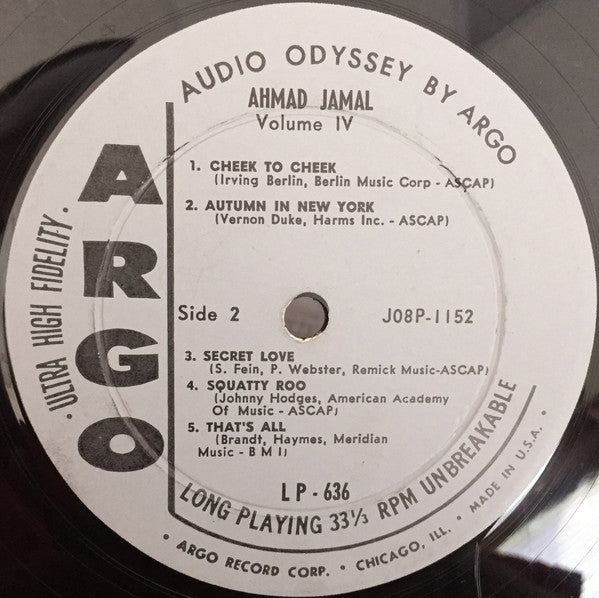 AUDIO ODYSSEY BY ARGO
AHMAD JAMAL
Volume IV
ARGO
· ULTRA HIGH FIDELITY ·
1. CHEEK TO CHEEK
(Irving Berlin, Berlin Music Corp - ASCAP)
2. AUTUMN IN NEW YORK
(Vernon Duke, Harms Inc. - ASCAP)
Side 2
J08P-1152
3. SECRET LOVE
(S. Fein, P. Webster, Remick Music-ASCAP)
4. SQUATTY ROO
(Johnny Hodges, American Academy
Of Music - ASCAP)
5. THAT'S ALL
(Brandt, Haymes, Meridian
Music - B M I)
LP - 636
LONG PLAYING 33⅓ RPM UNBREAKABLE
· ARGO RECORD CORP. · CHICAGO, ILL. · MADE IN U.S.A. ·